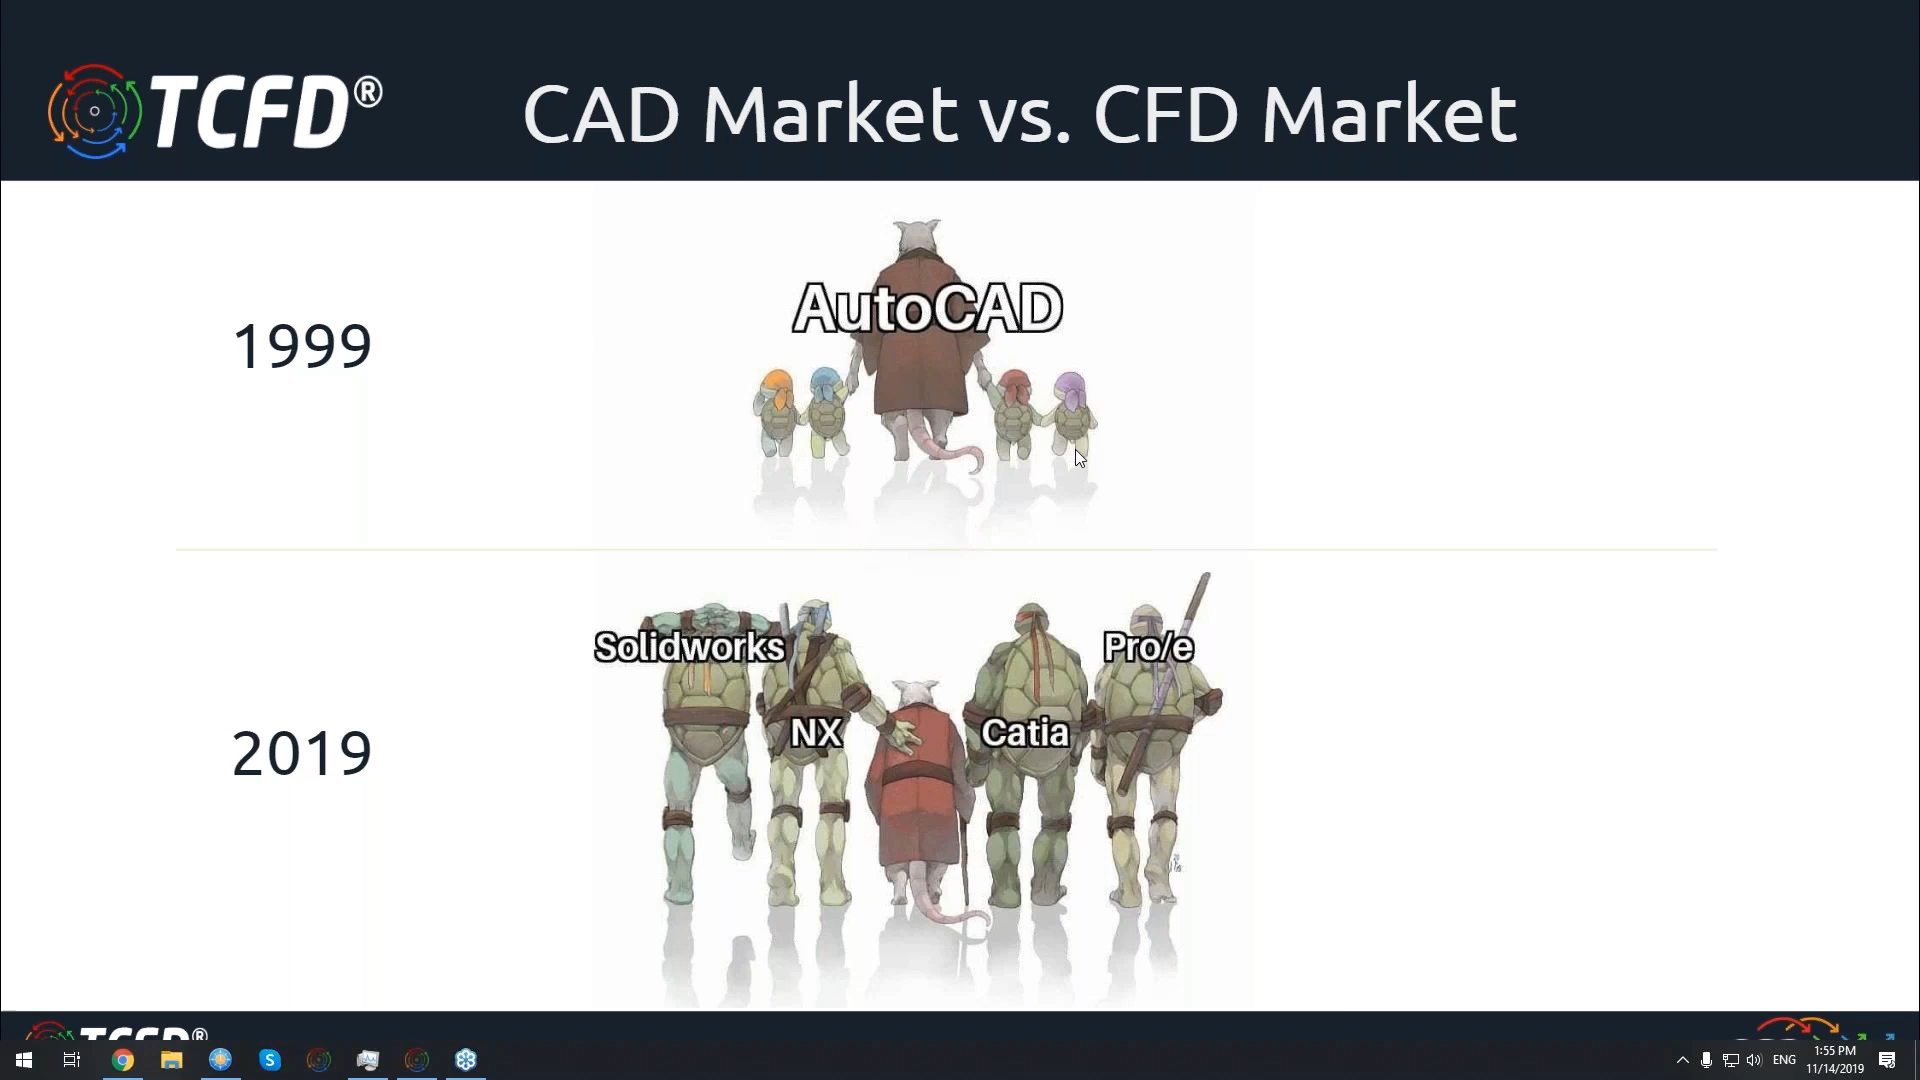 TCFD®
CAD Market vs. CFD Market
1999
AutoCAD
2019
Solidworks
Pro/e
NX
Catia
TCFD®
ENG
1:55 PM
11/14/2019